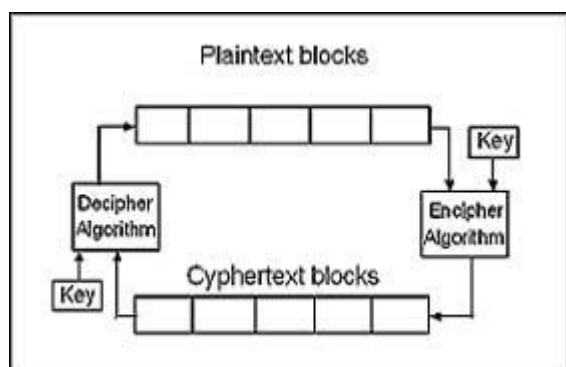 Plaintext blocks
Key
Decipher
Algorithm
Encipher
Algorithm
Cyphertext blocks
Key